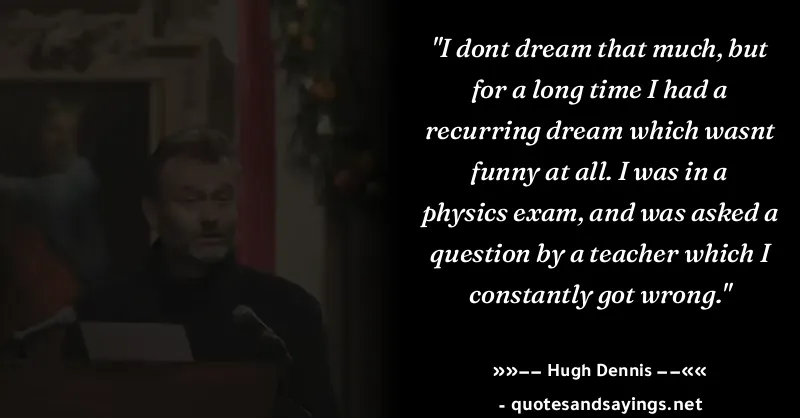 "I dont dream that much, but
for a long time I had a
recurring dream which wasnt
funny at all. I was in a
physics exam, and was asked a
question by a teacher which I
constantly got wrong."
»»–– Hugh Dennis ––««
- quotesandsayings.net